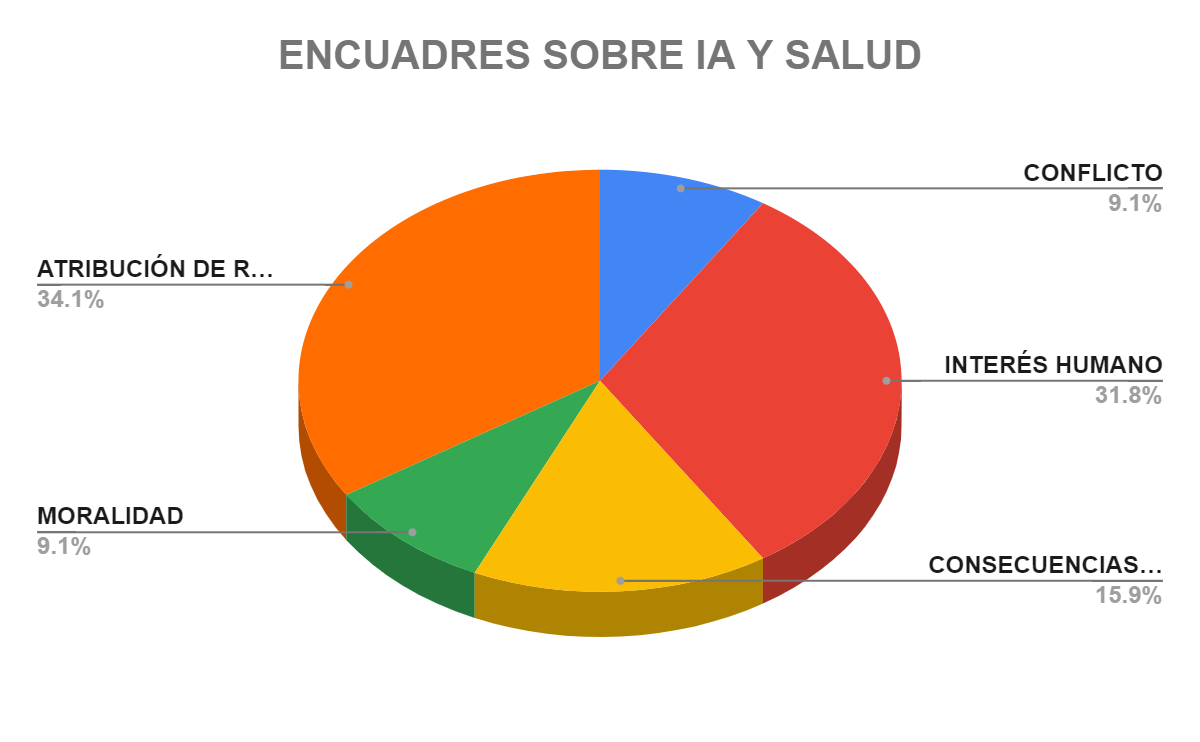 ENCUADRES SOBRE IA Y SALUD
CONFLICTO
9.1%
ATRIBUCIÓN DE R…
34.1%
INTERÉS HUMANO
31.8%
MORALIDAD
9.1%
CONSECUENCIAS…
15.9%